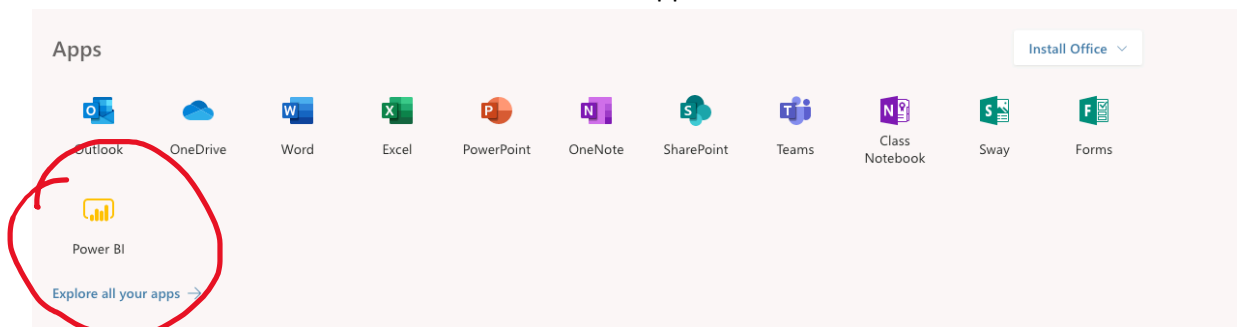 Apps
Install Office
Outlook OneDrive Word Excel PowerPoint OneNote SharePoint Teams Class Notebook Sway Forms
Power BI
Explore all your apps →